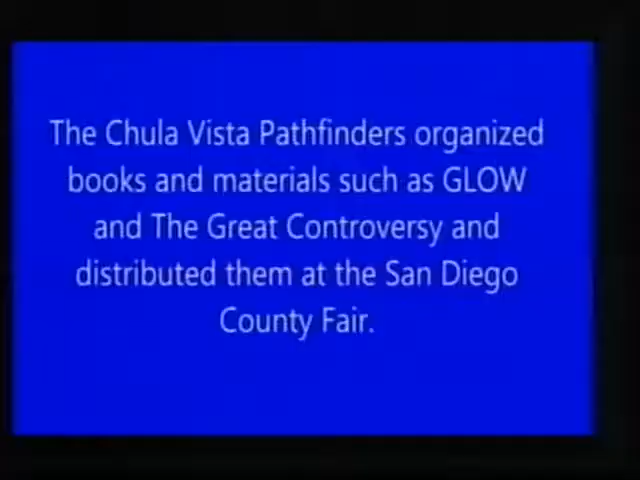 The Chula Vista Pathfinders organized
books and materials such as GLOW
and The Great Controversy and
distributed them at the San Diego
County Fair.